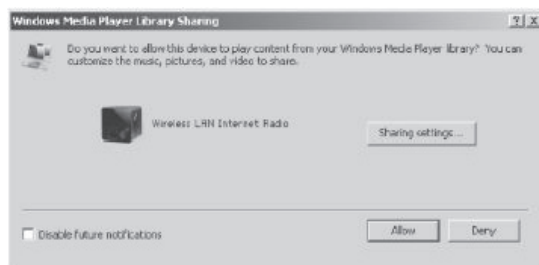 Windows Media Player Library Sharing
Do you want to allow this device to play content from your Windows Media Player library? You can
customize the music, pictures, and video to share.
Wireless LAN Internet Radio
Sharing settings...
Disable future notifications
Allow
Deny